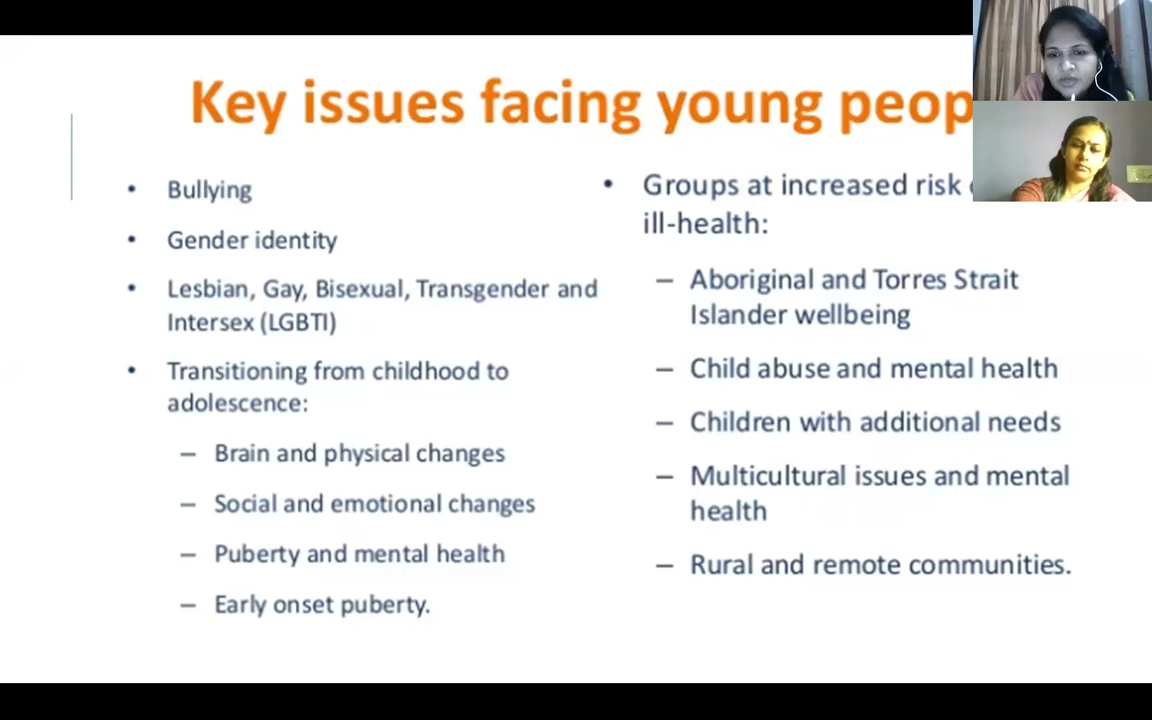 Key issues facing young peop
• Bullying
• Gender identity
• Lesbian, Gay, Bisexual, Transgender and
Intersex (LGBTI)
• Transitioning from childhood to
adolescence:
– Brain and physical changes
– Social and emotional changes
– Puberty and mental health
– Early onset puberty.
• Groups at increased risk
ill-health:
– Aboriginal and Torres Strait
Islander wellbeing
– Child abuse and mental health
– Children with additional needs
– Multicultural issues and mental
health
– Rural and remote communities.